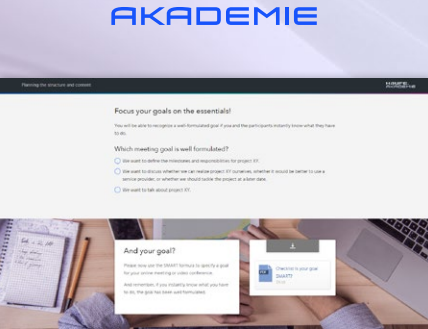 AKADEMIE
Planning the structure and content
Focus your goals on the essentials!
You will be able to recognize a well-formulated goal if you and the participants instantly know what they have
to do.
Which meeting goal is well formulated?
We want to define the milestones and responsibilities for project XY.
We want to discuss whether we can realize project XY ourselves, whether it would be better to use a
service provider, or whether we should tackle the project at a later date.
We want to talk about project XY.
And your goal?
Please now use the SMART formula to specify a goal
for your online meeting or video conference.
And remember, if you instantly know what you have
to do, the goal has been well-formulated.
Checklist Is your goal
SMART?